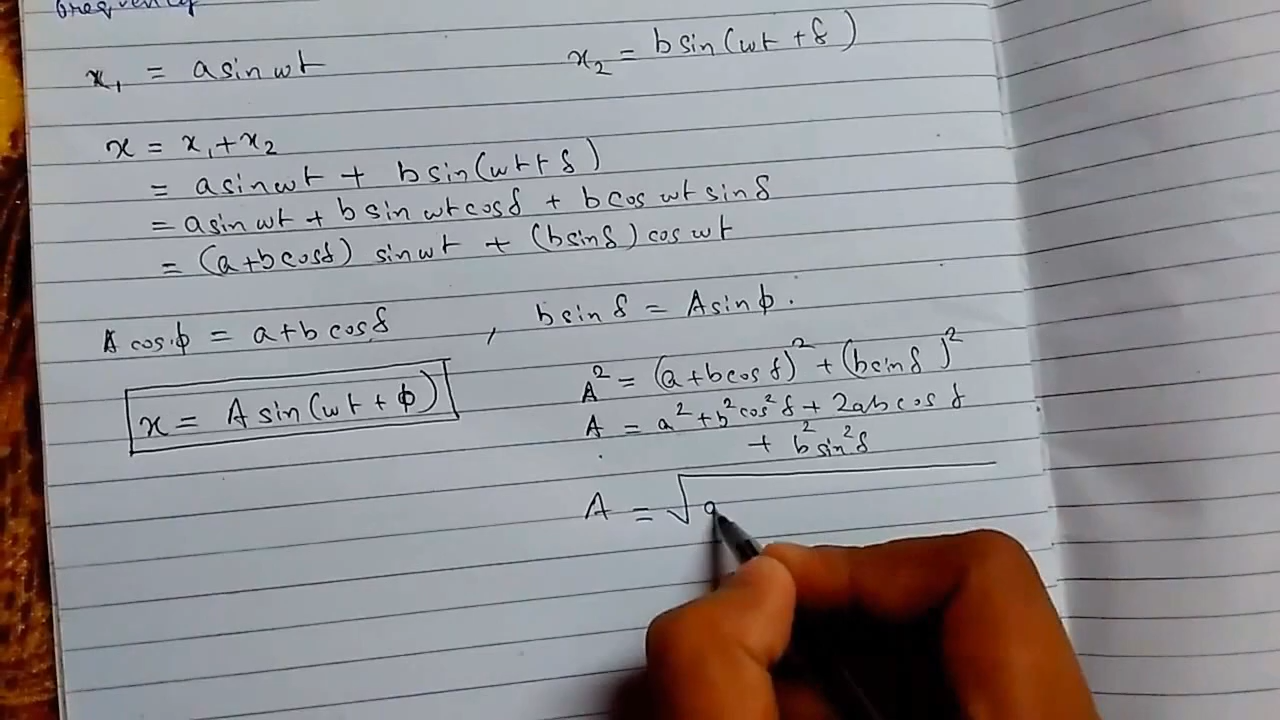 frequency
x₁ = a sin ωt
x₂ = b sin(ωt + δ)
x = x₁ + x₂
= a sin ωt + b sin(ωt + δ)
= a sin ωt + b sin ωt cos δ + b cos ωt sin δ
= (a + b cos δ) sin ωt + (b sin δ) cos ωt
A cos φ = a + b cos δ , b sin δ = A sin φ.
x = A sin(ωt + φ)
A² = (a + b cos δ)² + (b sin δ)²
A = a² + b² cos² δ + 2ab cos δ
+ b² sin² δ
A = √a